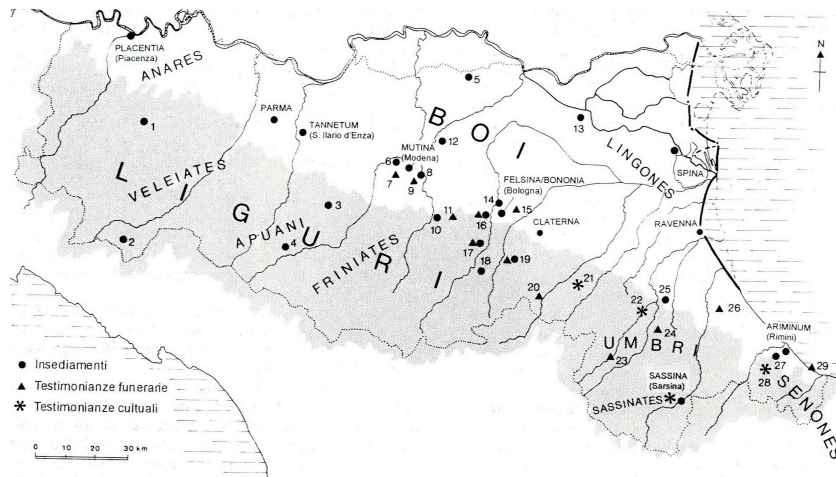 PLACENTIA
(Piacenza)
ANARES
N
5
BOI
PARMA
TANNETUM
(S. Ilario d'Enza)
1
13
12
LINGONES
MUTINA
(Modena)
6
8
7
9
SPINA
VELEIATES
LIGURI
FELSINA/BONONIA
(Bologna)
14
15
3
11
16
10
CLATERNA
RAVENNA
APUANI
2
4
17
18
19
FRINIATES
21
20
22
25
26
24
UMBRI
23
ARIMINUM
(Rimini)
27
28
29
SASSINA
(Sarsina)
SASSINATES
SENONES
Insediamenti
Testimonianze funerarie
Testimonianze cultuali
0 10 20 30 km